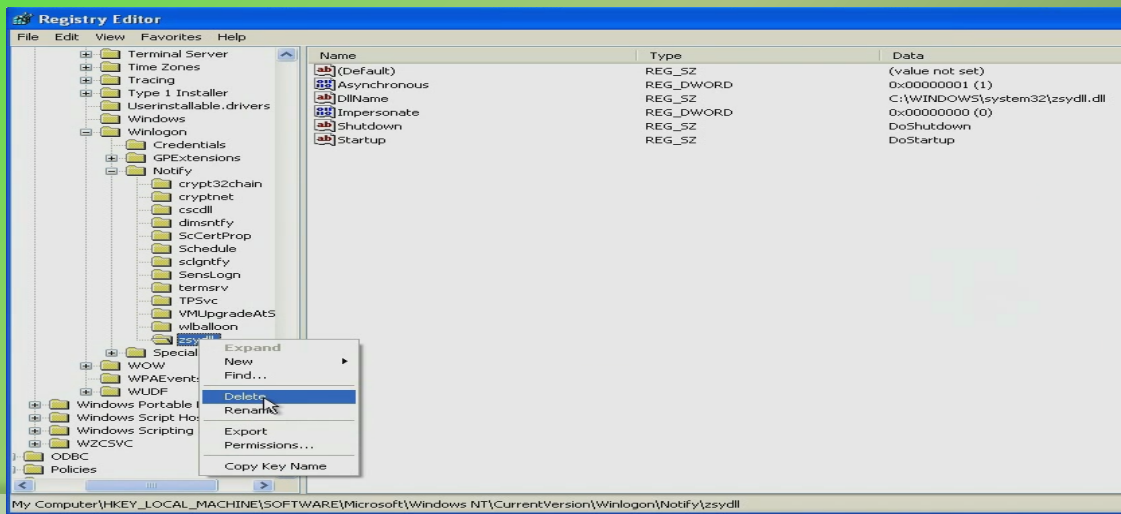 Registry Editor
File Edit View Favorites Help
Terminal Server
Time Zones
Tracing
Type 1 Installer
Userinstallable.drivers
Windows
Winlogon
Credentials
GPExtensions
Notify
crypt32chain
cryptnet
cscdll
dimsntfy
ScCertProp
Schedule
sclgntfy
SensLogn
termsrv
TPSvc
VMUpgradeAtS
wlballoon
Special
WOW
WPAEvent
WUDF
Windows Portable
Windows Script Ho
Windows Scripting
WZCSVC
ODBC
Policies
Name Type Data
(Default) REG_SZ (value not set)
Asynchronous REG_DWORD 0x00000001 (1)
DllName REG_SZ C:\WINDOWS\system32\zsydll.dll
Impersonate REG_DWORD 0x00000000 (0)
Shutdown REG_SZ DoShutdown
Startup REG_SZ DoStartup
Expand
New
Find...
Delete
Rename
Export
Permissions...
Copy Key Name
My Computer\HKEY_LOCAL_MACHINE\SOFTWARE\Microsoft\Windows NT\CurrentVersion\Winlogon\Notify\zsydll